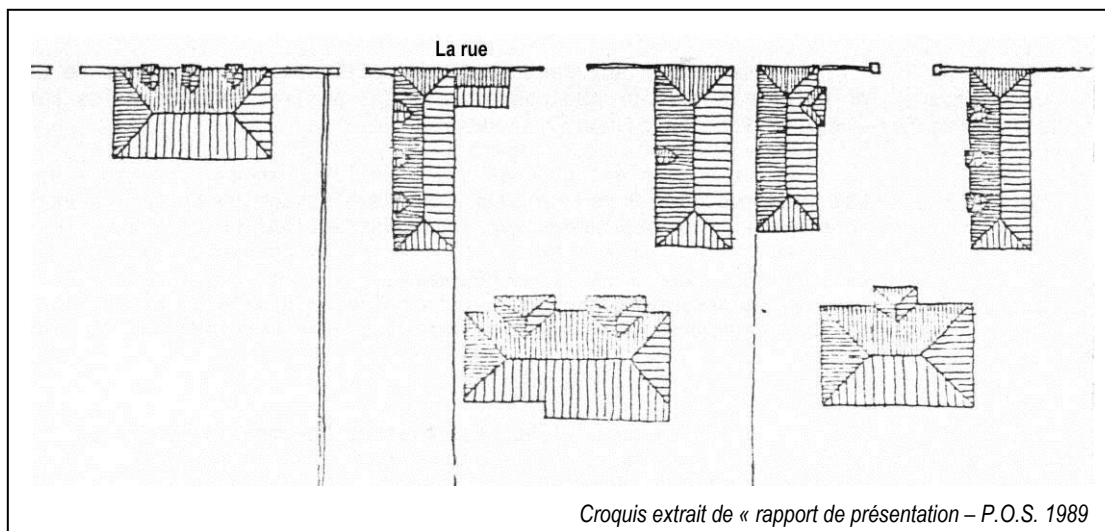 La rue
Croquis extrait de « rapport de présentation – P.O.S. 1989